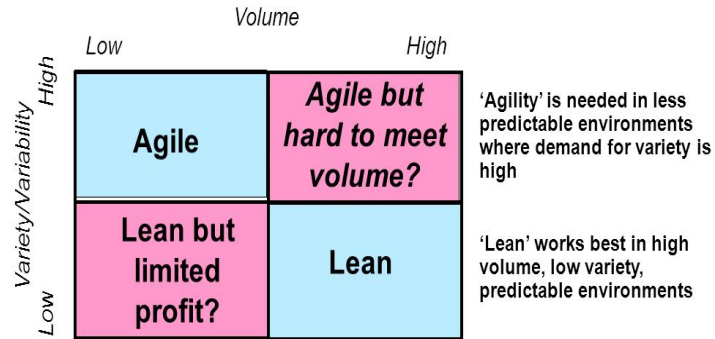 Volume
Low
High
Variety/Variability
High
Low
Agile
Agile but
hard to meet
volume?
Lean but
limited
profit?
Lean
‘Agility’ is needed in less
predictable environments
where demand for variety is
high
‘Lean’ works best in high
volume, low variety,
predictable environments